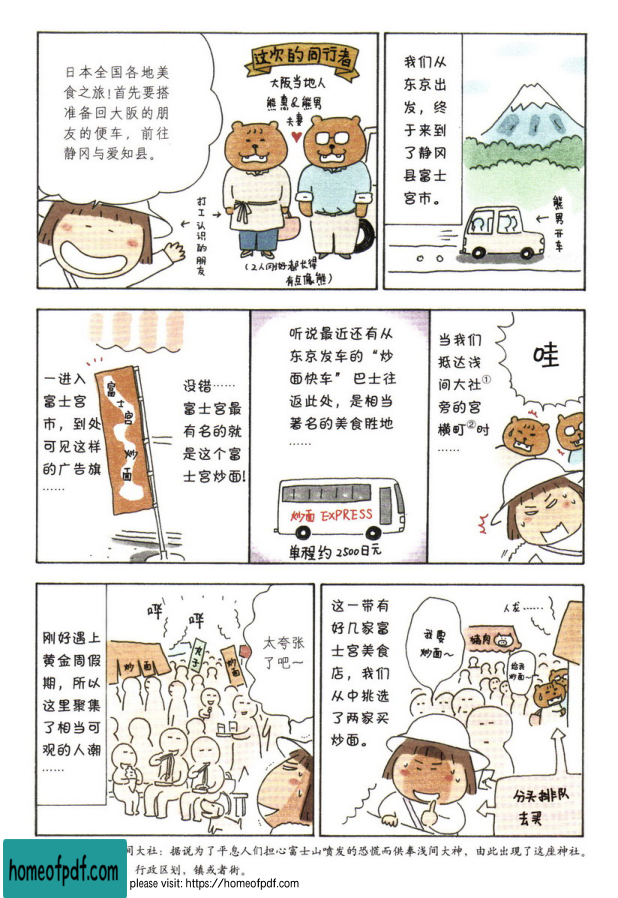 日本全国各地美
食之旅!首先要搭
准备回大阪的朋
友的便车，前往
静冈与爱知县。
这次的同行者
大阪当地人
熊惠&熊男
夫妻
打工认识的朋友
(2人间好都长得
有点像熊)
我们从
东京出
发，终
于来到
了静冈
县富士
宫市。
熊男开车
一进入
富士宫
市，到处
可见这样
的广告旗
……
富士宫炒面
没错……
富士宫最
有名的就
是这个富
士宫炒面!
听说最近还有从
东京发车的“炒
面快车”巴士往
返此处，是相当
著名的美食胜地
……
炒面 EXPRESS
单程约2500日元
当我们
抵达浅
间大社①
旁的宫
横町②时
……
哇
刚好遇上
黄金周假
期，所以
这里聚集
了相当可
观的人潮
……
哗
哗
炒面
丸子
炒面
太夸张
了吧~
这一带有
好几家富
士宫美食
店，我们
从中挑选
了两家买
炒面。
我要
炒面~
人龙……
猪肉
给我
炒面~
分头排队
去买
间大社：据说为了平息人们担心富士山喷发的恐慌而供奉浅间大神，由此出现了这座神社。
行政区划，镇或者街。
homeofpdf.com
please visit: https://homeofpdf.com